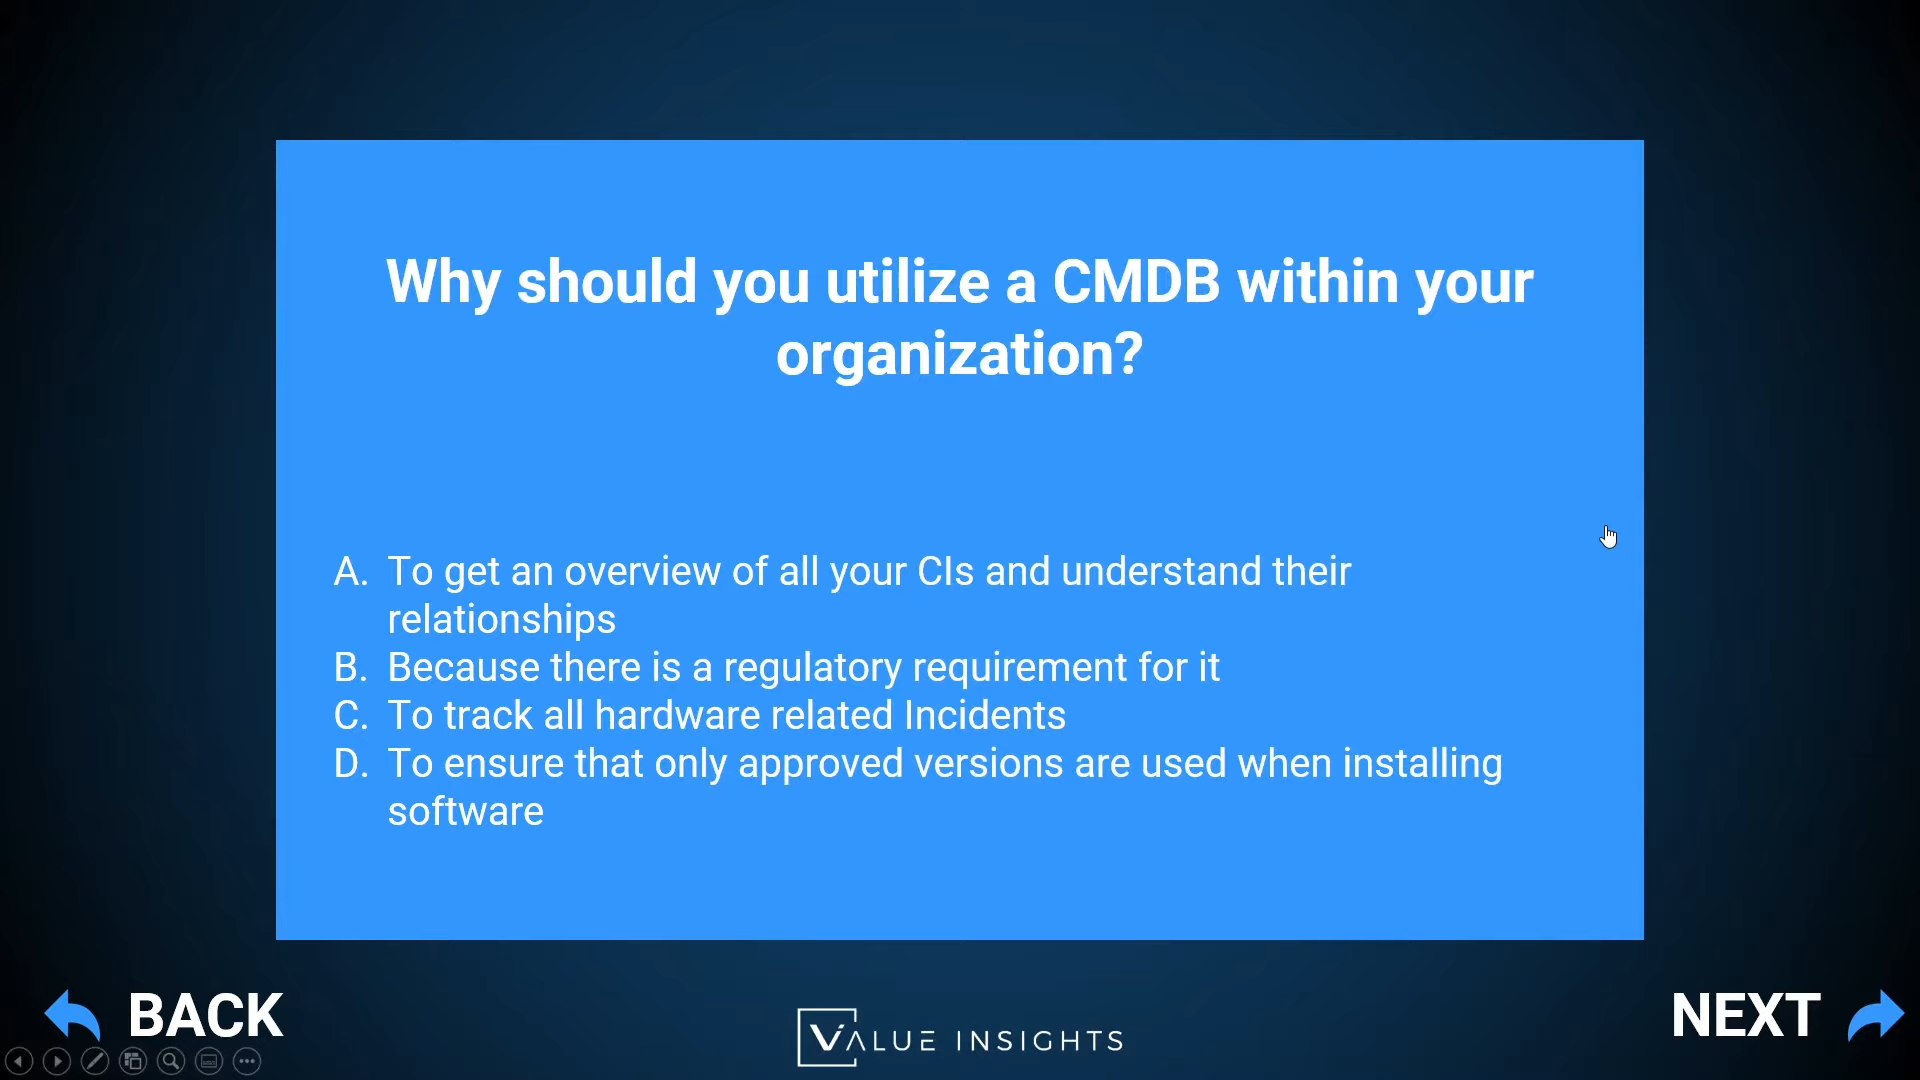 Why should you utilize a CMDB within your
organization?
A. To get an overview of all your CIs and understand their
relationships
B. Because there is a regulatory requirement for it
C. To track all hardware related Incidents
D. To ensure that only approved versions are used when installing
software
BACK
NEXT
VALUE INSIGHTS